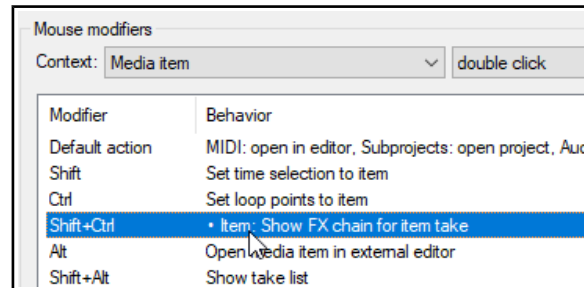 Mouse modifiers
Context: Media item double click
Modifier Behavior
Default action MIDI: open in editor, Subprojects: open project, Aud
Shift Set time selection to item
Ctrl Set loop points to item
Shift+Ctrl • Item: Show FX chain for item take
Alt Open media item in external editor
Shift+Alt Show take list